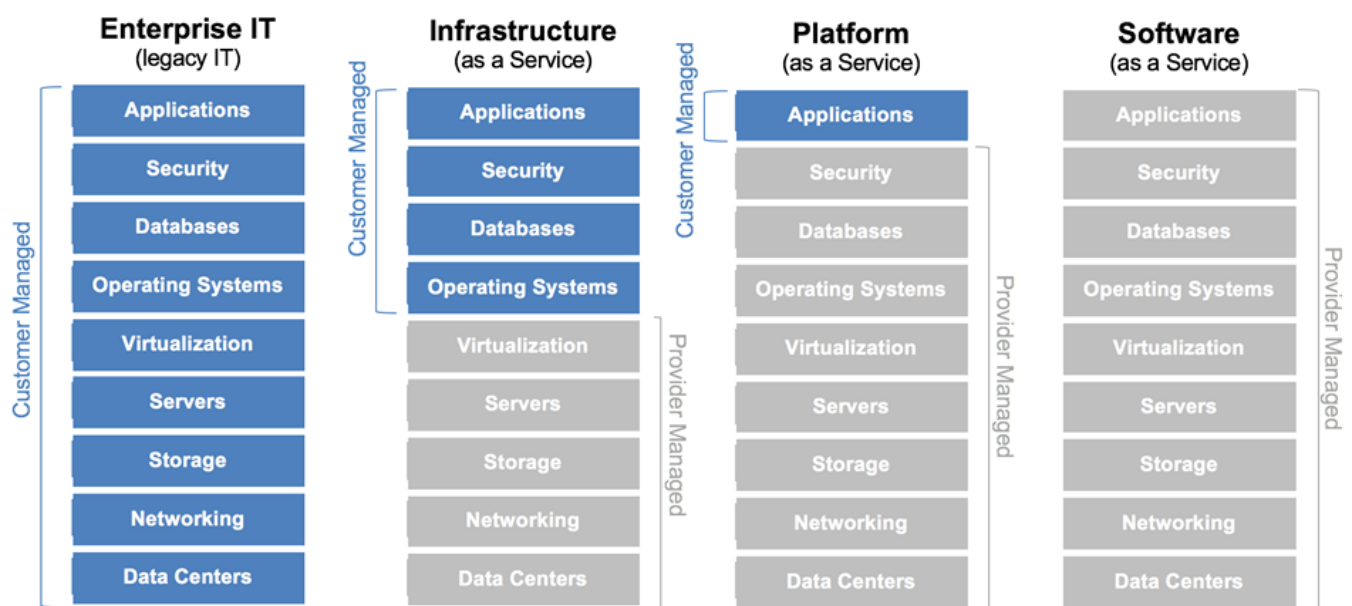 Enterprise IT
(legacy IT)
Customer Managed
Applications
Security
Databases
Operating Systems
Virtualization
Servers
Storage
Networking
Data Centers
Infrastructure
(as a Service)
Customer Managed
Applications
Security
Databases
Operating Systems
Virtualization
Servers
Storage
Networking
Data Centers
Provider Managed
Platform
(as a Service)
Customer Managed
Applications
Security
Databases
Operating Systems
Virtualization
Servers
Storage
Networking
Data Centers
Provider Managed
Software
(as a Service)
Applications
Security
Databases
Operating Systems
Virtualization
Servers
Storage
Networking
Data Centers
Provider Managed